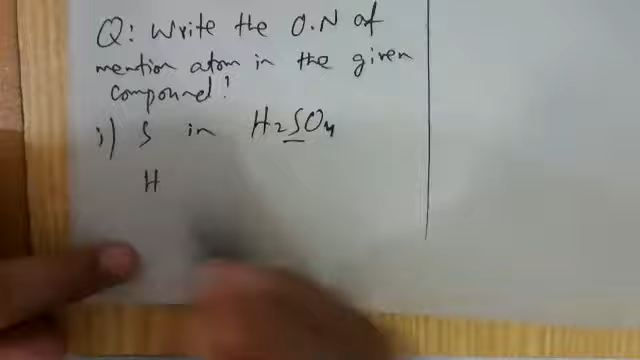 Q: Write the O.N of
mention atom in the given
compound!
i) S in H2SO4
H